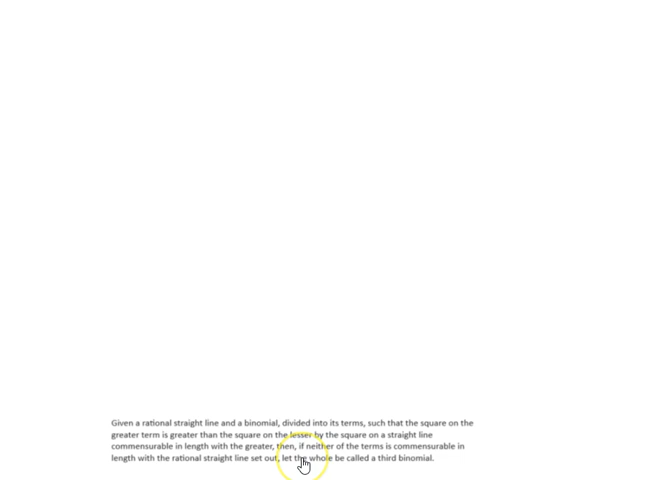 Given a rational straight line and a binomial, divided into its terms, such that the square on the
greater term is greater than the square on the lesser by the square on a straight line
commensurable in length with the greater, then, if neither of the terms is commensurable in
length with the rational straight line set out, let the whole be called a third binomial.